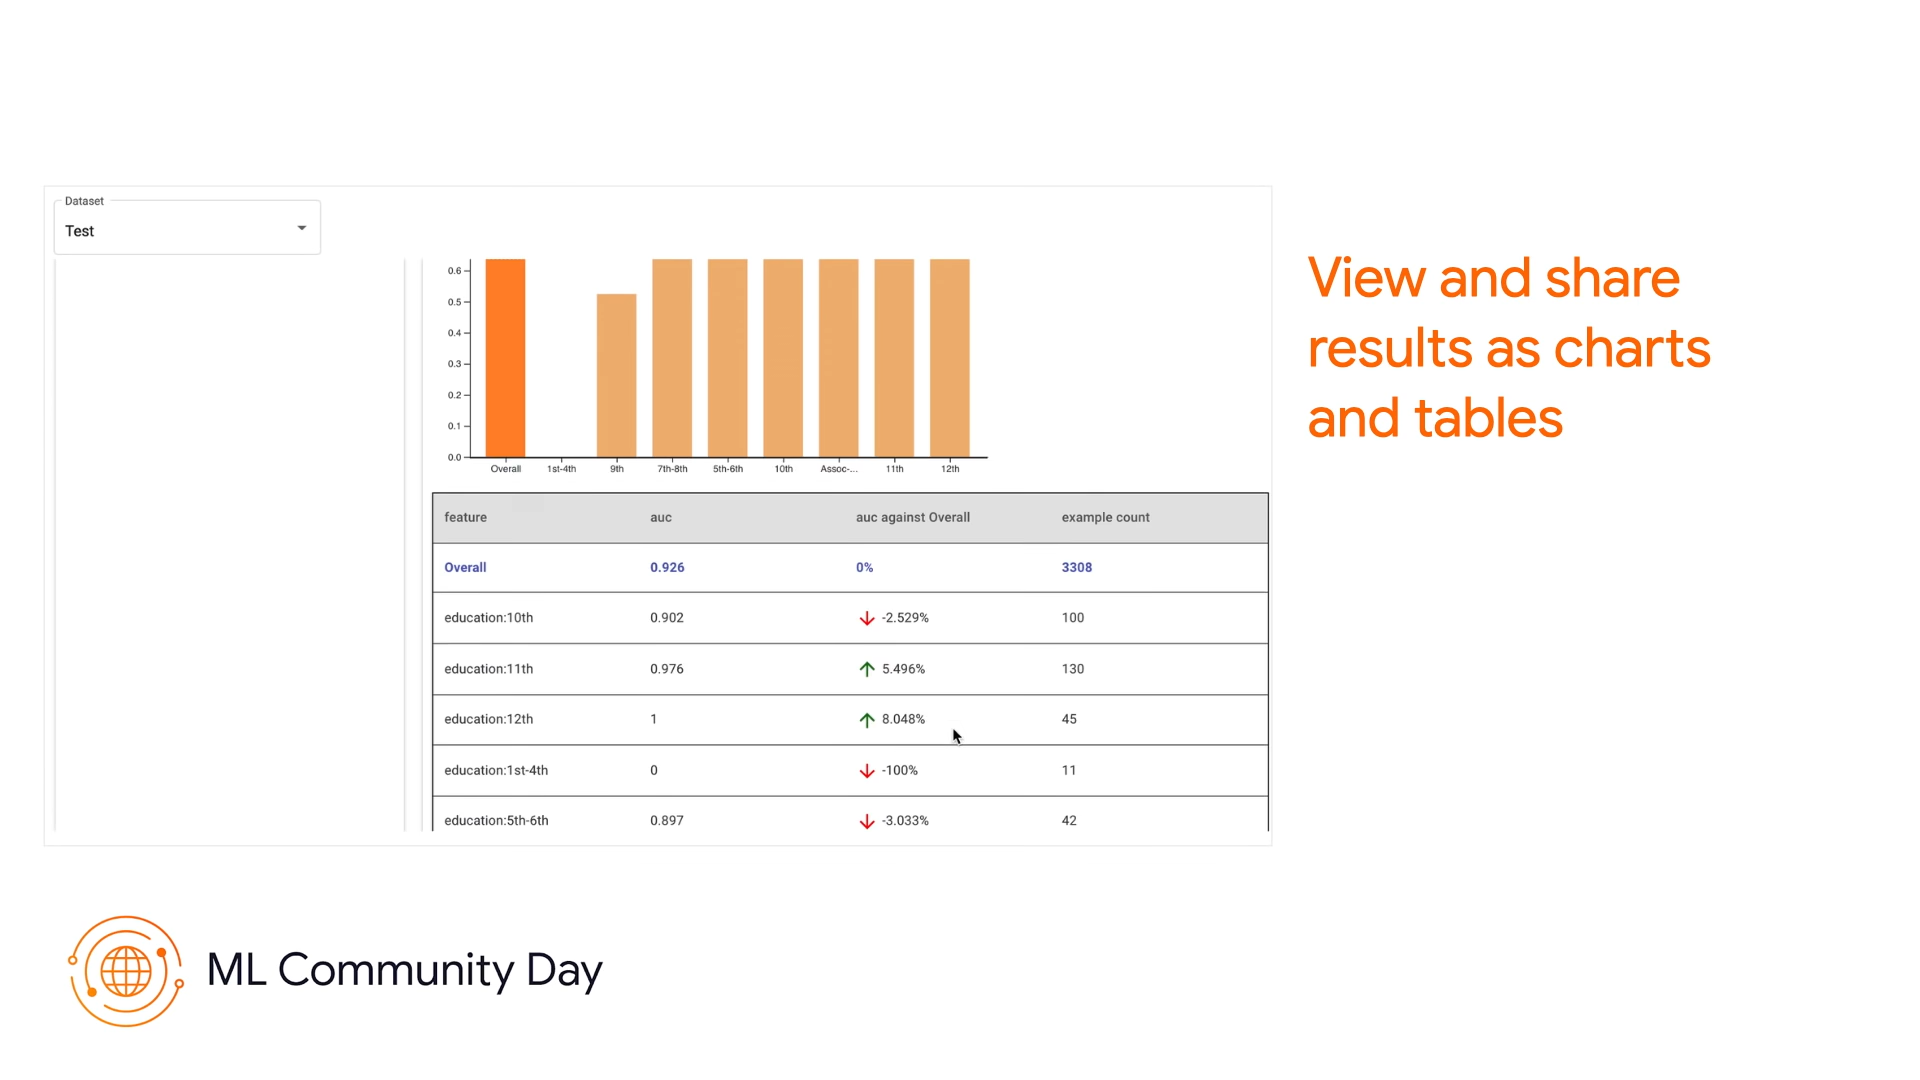 Dataset
Test
0.6
0.5
0.4
0.3
0.2
0.1
0.0
Overall 1st-4th 9th 7th-8th 5th-6th 10th Assoc-... 11th 12th
feature auc auc against Overall example count
Overall 0.926 0% 3308
education:10th 0.902 -2.529% 100
education:11th 0.976 5.496% 130
education:12th 1 8.048% 45
education:1st-4th 0 -100% 11
education:5th-6th 0.897 -3.033% 42
View and share
results as charts
and tables
ML Community Day